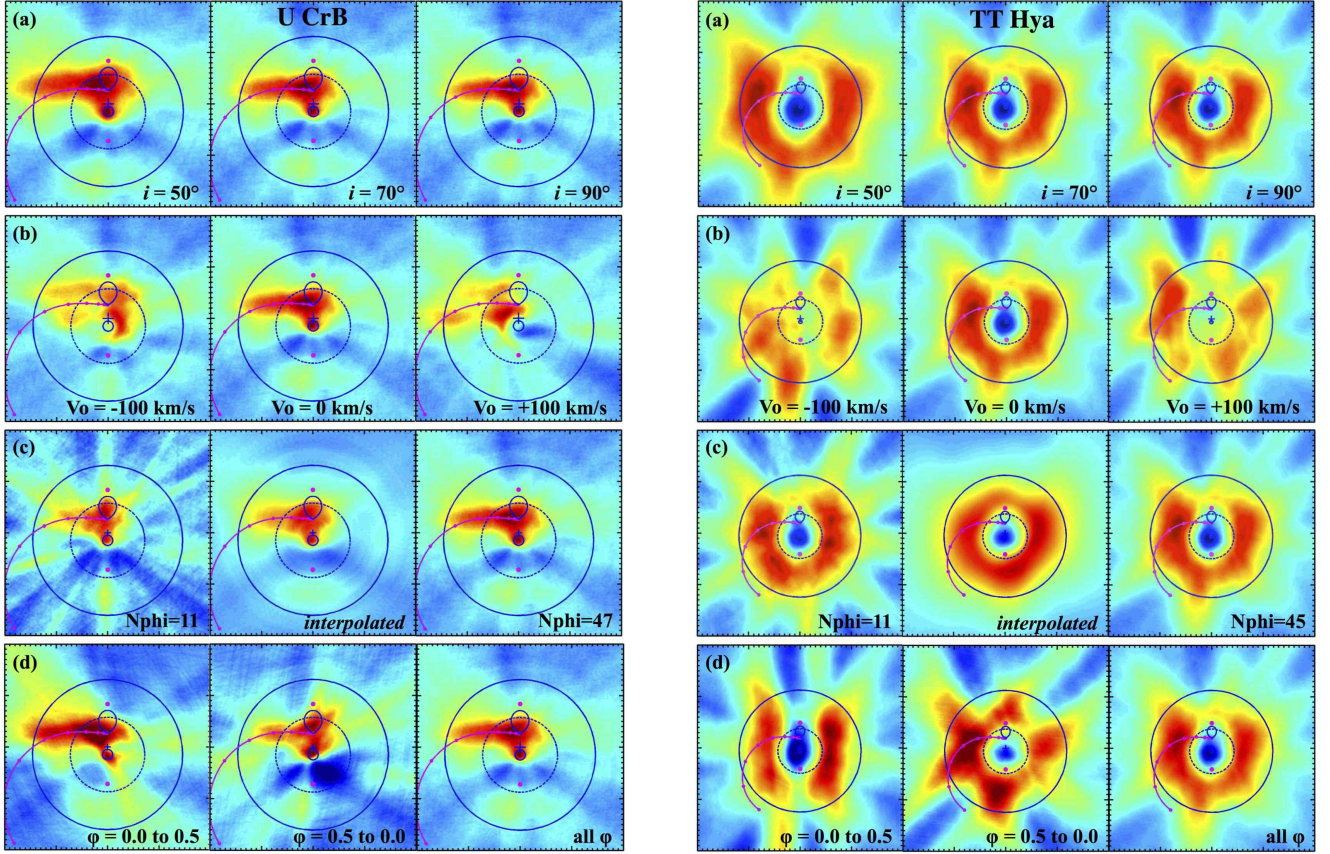 U CrB
(a)
i = 50°
i = 70°
i = 90°
(b)
Vo = -100 km/s
Vo = 0 km/s
Vo = +100 km/s
(c)
Nphi=11
interpolated
Nphi=47
(d)
φ = 0.0 to 0.5
φ = 0.5 to 0.0
all φ
TT Hya
(a)
i = 50°
i = 70°
i = 90°
(b)
Vo = -100 km/s
Vo = 0 km/s
Vo = +100 km/s
(c)
Nphi=11
interpolated
Nphi=45
(d)
φ = 0.0 to 0.5
φ = 0.5 to 0.0
all φ